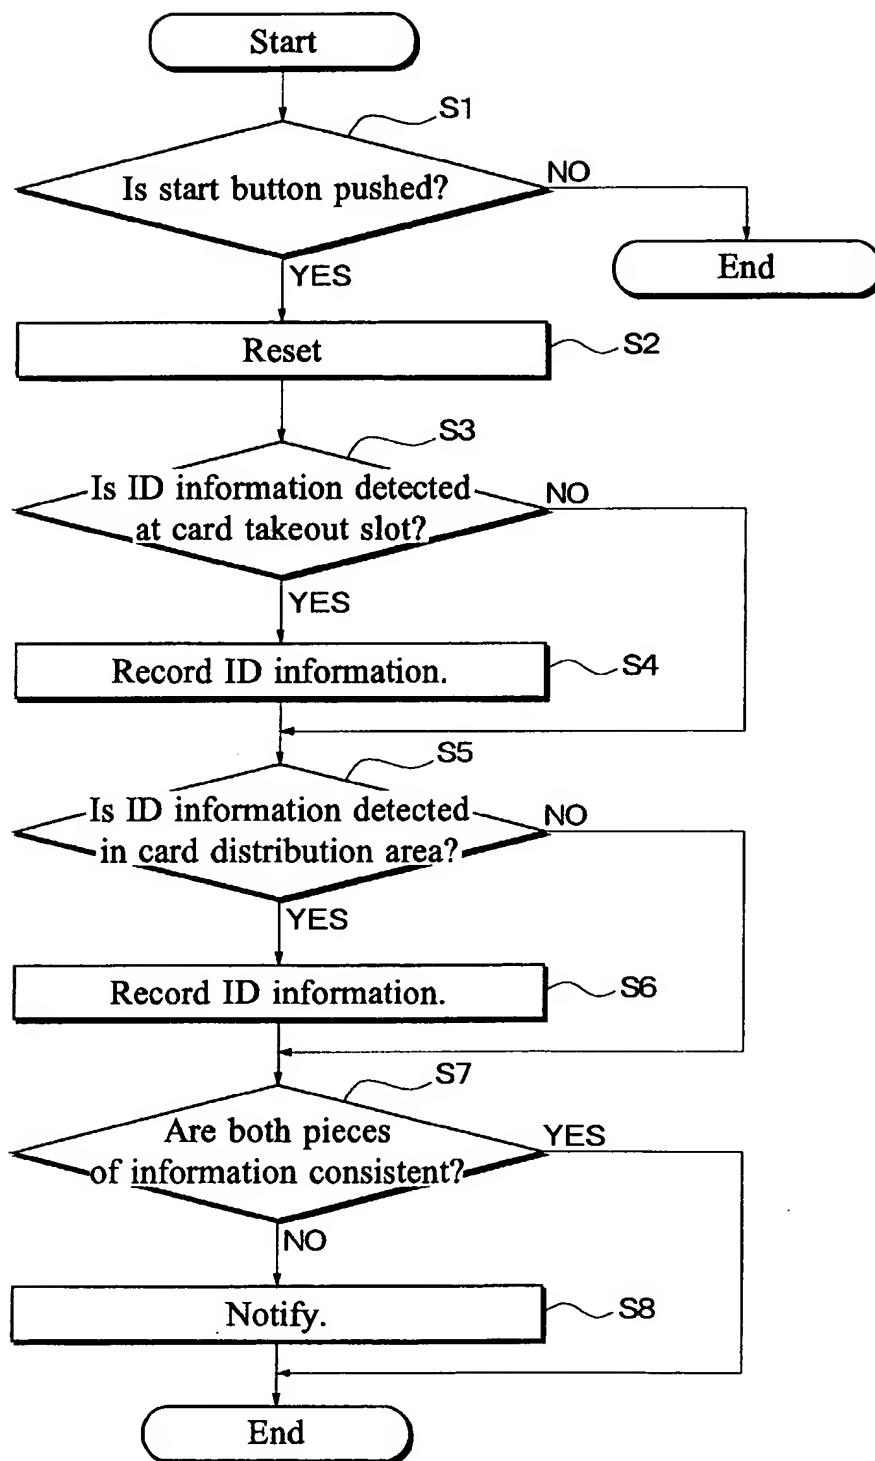 Start
S1
Is start button pushed?
NO
YES
End
Reset
S2
S3
Is ID information detected
at card takeout slot?
NO
YES
Record ID information.
S4
S5
Is ID information detected
in card distribution area?
NO
YES
Record ID information.
S6
S7
Are both pieces
of information consistent?
YES
NO
Notify.
S8
End